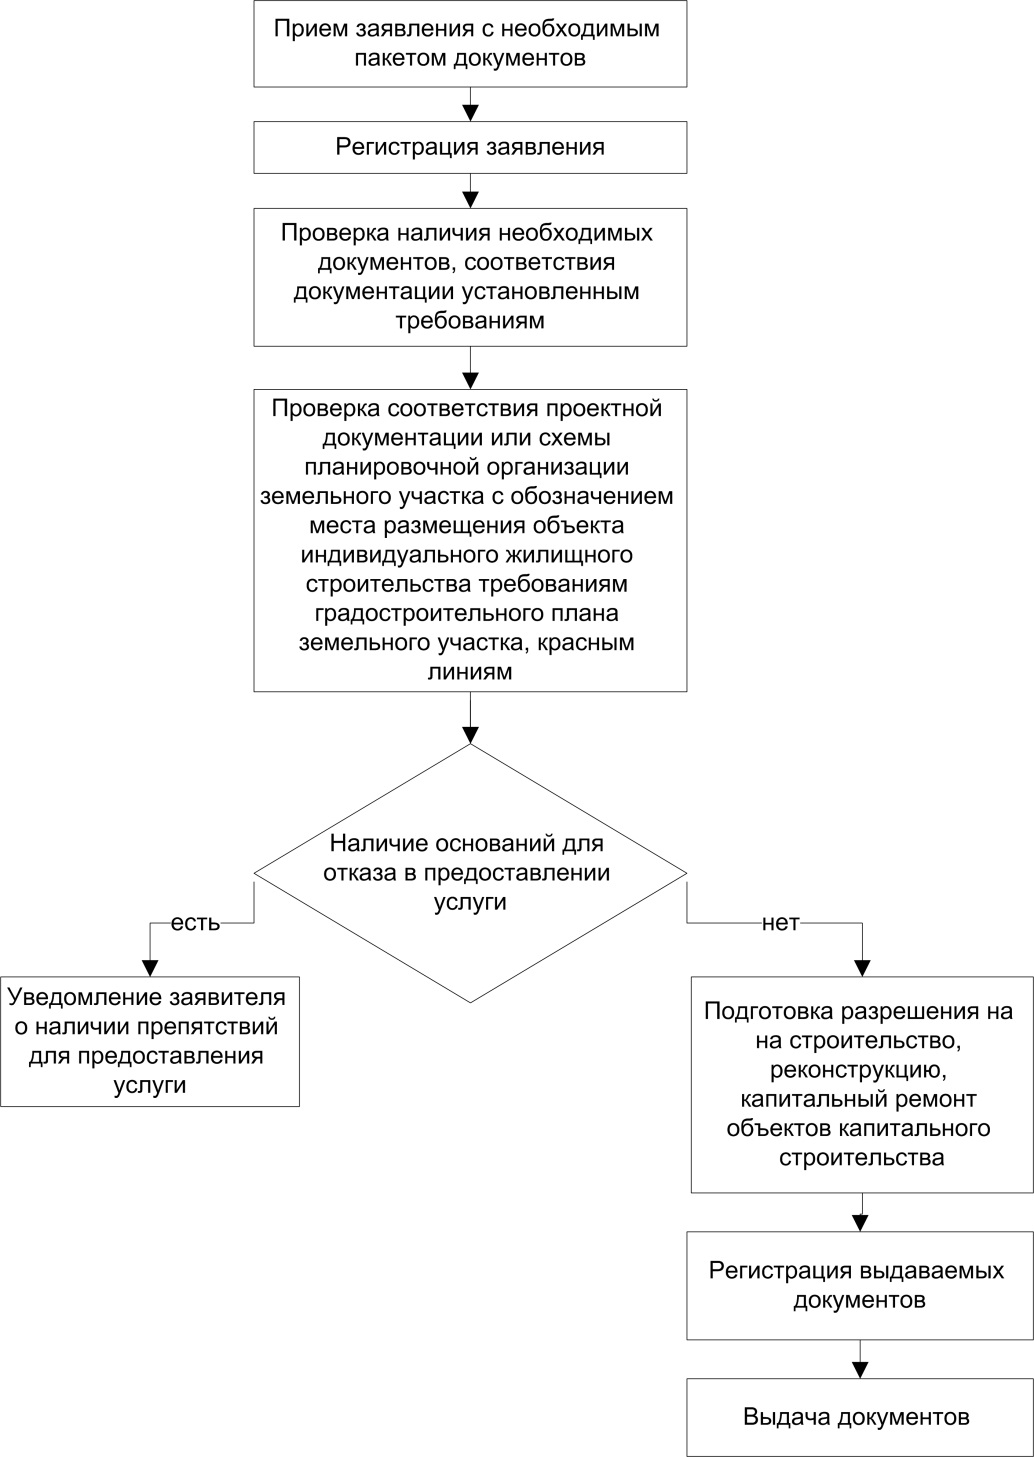 Прием заявления с необходимым
пакетом документов
Регистрация заявления
Проверка наличия необходимых
документов, соответствия
документации установленным
требованиям
Проверка соответствия проектной
документации или схемы
планировочной организации
земельного участка с обозначением
места размещения объекта
индивидуального жилищного
строительства требованиям
градостроительного плана
земельного участка, красным
линиям
Наличие оснований для
отказа в предоставлении
услуги
есть
нет
Уведомление заявителя
о наличии препятствий
для предоставления
услуги
Подготовка разрешения на
на строительство,
реконструкцию,
капитальный ремонт
объектов капитального
строительства
Регистрация выдаваемых
документов
Выдача документов